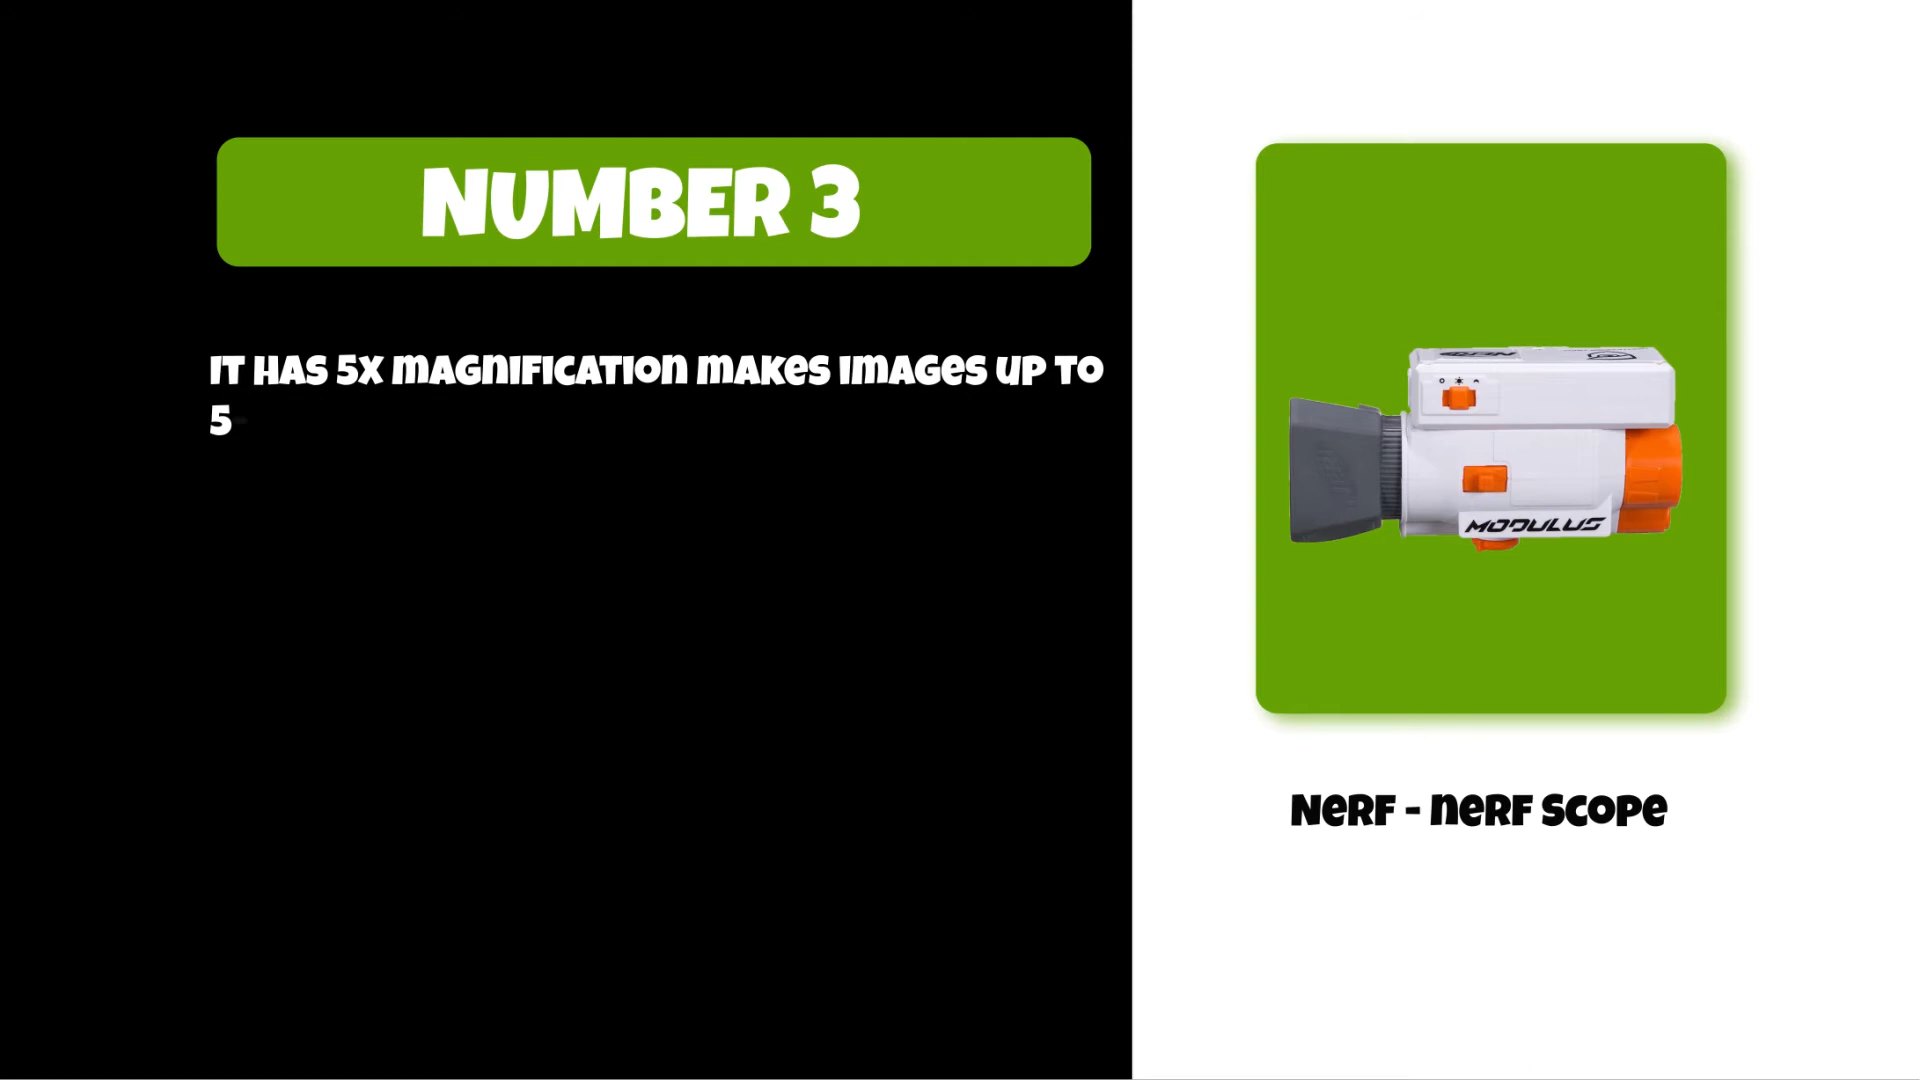 NUMBER 3
IT HAS 5X MAGNIFICATION MAKES IMAGES UP TO
5
MODULUS
NERF - NERF SCOPE